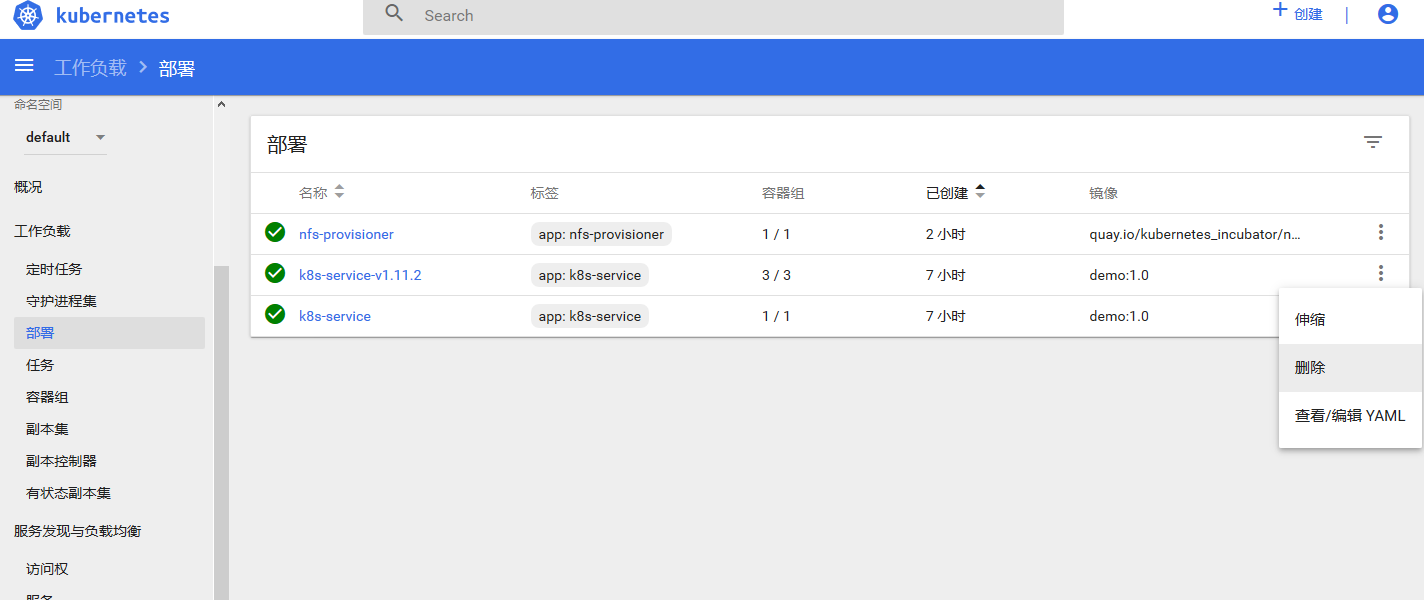 kubernetes
Search
创建
工作负载 部署
命名空间
default
概况
工作负载
定时任务
守护进程集
部署
任务
容器组
副本集
副本控制器
有状态副本集
服务发现与负载均衡
访问权
服务
部署
名称 标签 容器组 已创建 镜像
nfs-provisioner app: nfs-provisioner 1 / 1 2 小时 quay.io/kubernetes_incubator/n...
k8s-service-v1.11.2 app: k8s-service 3 / 3 7 小时 demo:1.0
k8s-service app: k8s-service 1 / 1 7 小时 demo:1.0
伸缩
删除
查看/编辑 YAML